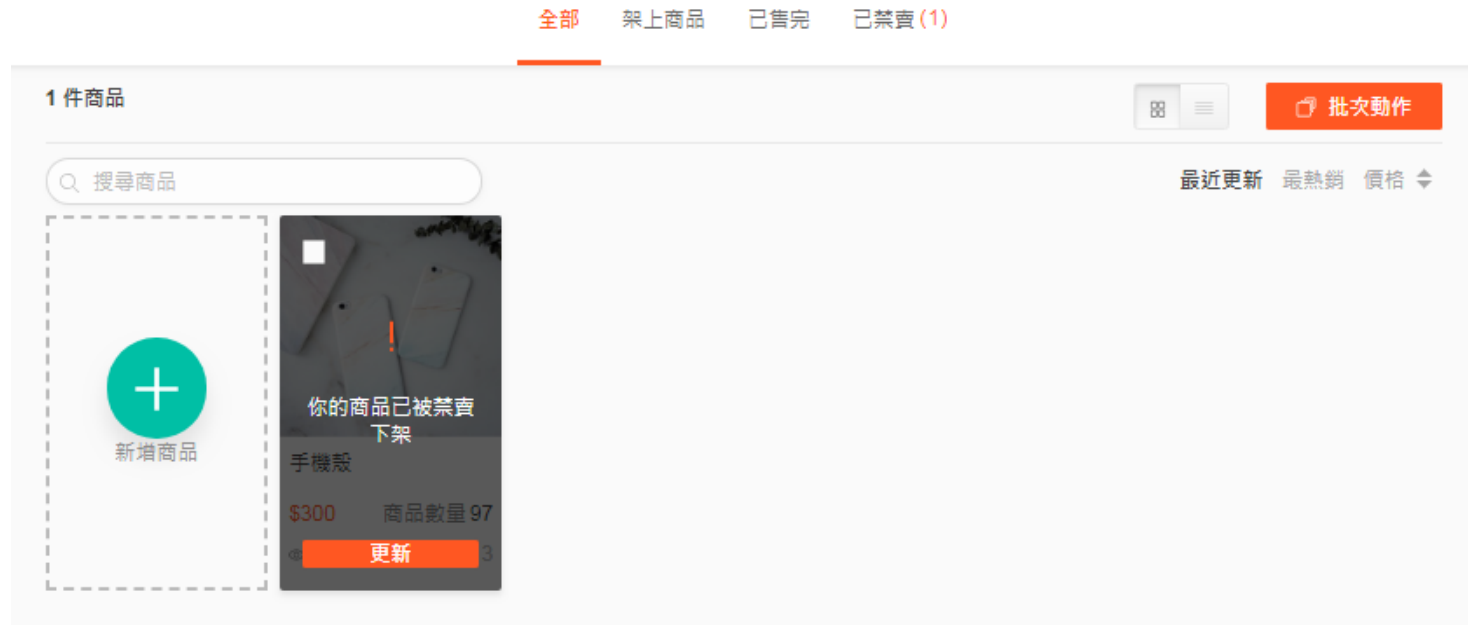 全部 架上商品 已售完 已禁賣(1)
1 件商品
批次動作
搜尋商品
最近更新 最熱銷 價格
新增商品
你的商品已被禁賣
下架
手機殼
$300 商品數量 97
更新
3